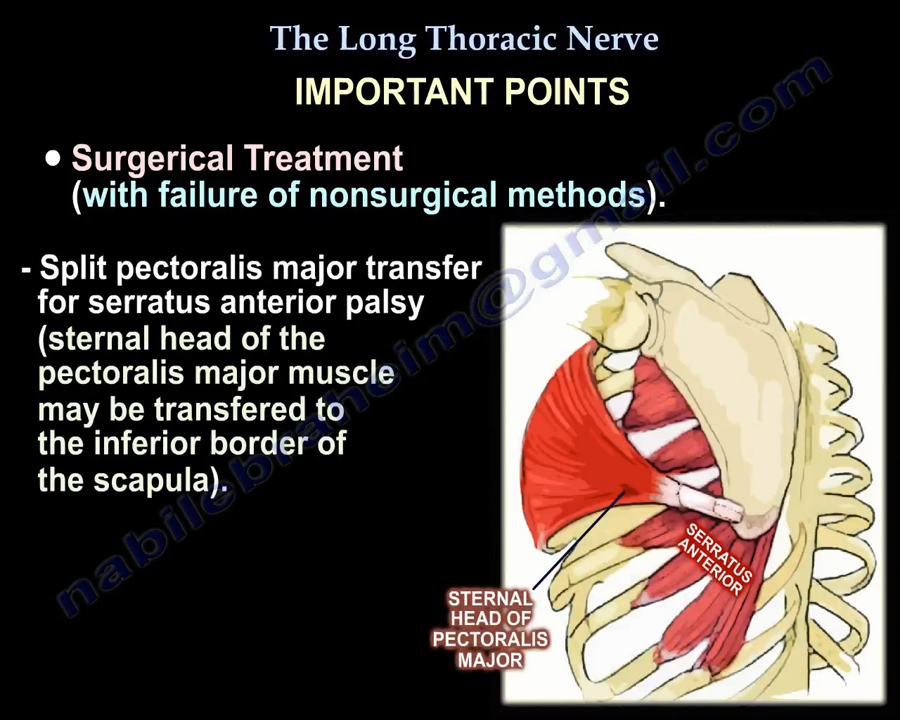 The Long Thoracic Nerve
IMPORTANT POINTS
• Surgerical Treatment
(with failure of nonsurgical methods).
- Split pectoralis major transfer
for serratus anterior palsy
(sternal head of the
pectoralis major muscle
may be transfered to
the inferior border of
the scapula).
SERRATUS
ANTERIOR
STERNAL
HEAD OF
PECTORALIS
MAJOR
nabilebraheim@gmail.com